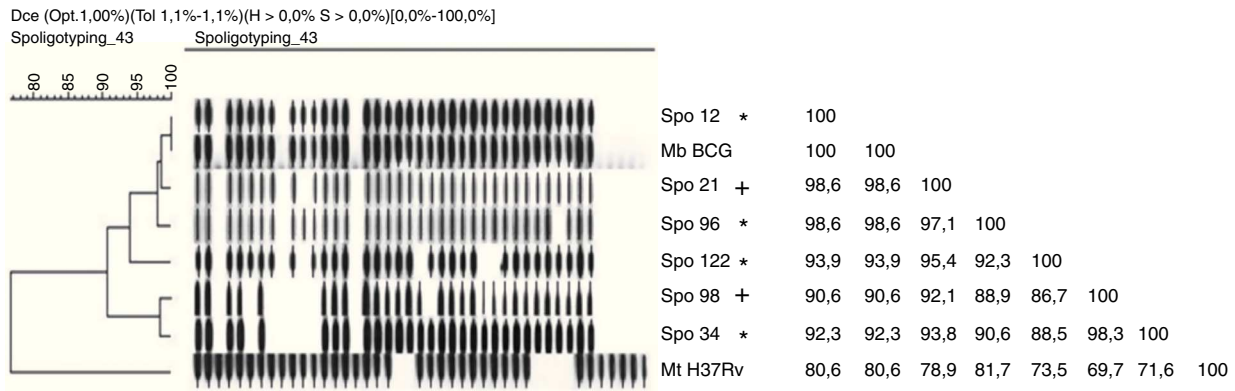 Dce (Opt.1,00%)(Tol 1,1%-1,1%)(H > 0,0% S > 0,0%)[0,0%-100,0%]
Spoligotyping_43 Spoligotyping_43
80 85 90 95 100
Spo 12 * 100
Mb BCG 100 100
Spo 21 + 98,6 98,6 100
Spo 96 * 98,6 98,6 97,1 100
Spo 122 * 93,9 93,9 95,4 92,3 100
Spo 98 + 90,6 90,6 92,1 88,9 86,7 100
Spo 34 * 92,3 92,3 93,8 90,6 88,5 98,3 100
Mt H37Rv 80,6 80,6 78,9 81,7 73,5 69,7 71,6 100